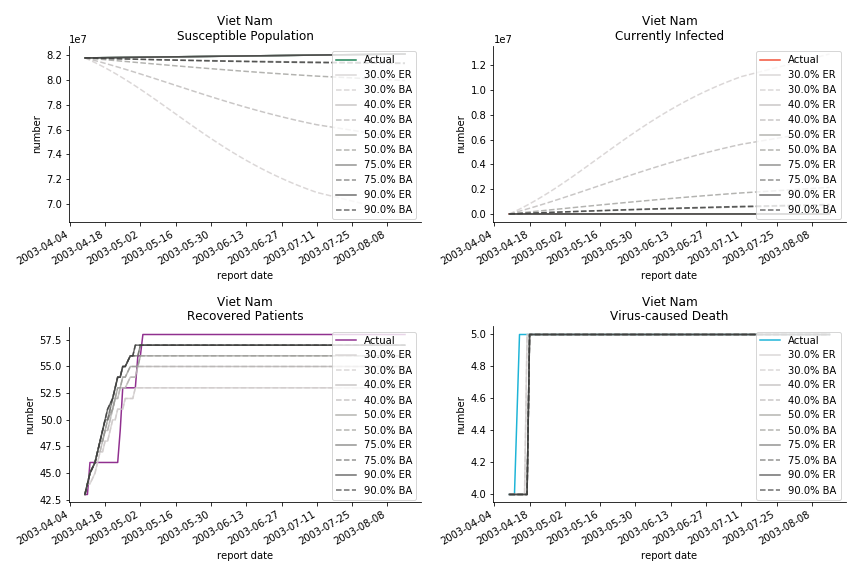 Viet Nam
Susceptible Population
1e7
8.2
8.0
7.8
7.6
7.4
7.2
7.0
number
2003-04-04
2003-04-18
2003-05-02
2003-05-16
2003-05-30
2003-06-13
2003-06-27
2003-07-11
2003-07-25
2003-08-08
report date
Actual
30.0% ER
30.0% BA
40.0% ER
40.0% BA
50.0% ER
50.0% BA
75.0% ER
75.0% BA
90.0% ER
90.0% BA
Viet Nam
Currently Infected
1e7
1.2
1.0
0.8
0.6
0.4
0.2
0.0
number
2003-04-04
2003-04-18
2003-05-02
2003-05-16
2003-05-30
2003-06-13
2003-06-27
2003-07-11
2003-07-25
2003-08-08
report date
Actual
30.0% ER
30.0% BA
40.0% ER
40.0% BA
50.0% ER
50.0% BA
75.0% ER
75.0% BA
90.0% ER
90.0% BA
Viet Nam
Recovered Patients
57.5
55.0
52.5
50.0
47.5
45.0
42.5
number
2003-04-04
2003-04-18
2003-05-02
2003-05-16
2003-05-30
2003-06-13
2003-06-27
2003-07-11
2003-07-25
2003-08-08
report date
Actual
30.0% ER
30.0% BA
40.0% ER
40.0% BA
50.0% ER
50.0% BA
75.0% ER
75.0% BA
90.0% ER
90.0% BA
Viet Nam
Virus-caused Death
5.0
4.8
4.6
4.4
4.2
4.0
number
2003-04-04
2003-04-18
2003-05-02
2003-05-16
2003-05-30
2003-06-13
2003-06-27
2003-07-11
2003-07-25
2003-08-08
report date
Actual
30.0% ER
30.0% BA
40.0% ER
40.0% BA
50.0% ER
50.0% BA
75.0% ER
75.0% BA
90.0% ER
90.0% BA